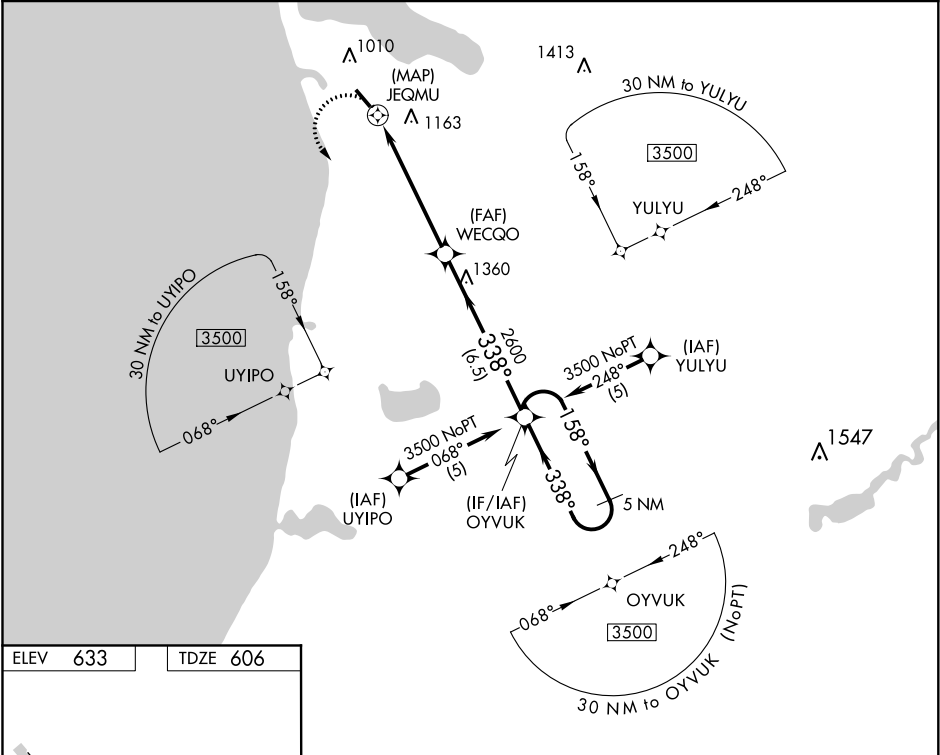 1010
(MAP)
JEQMU
1163
1413
30 NM to YULYU
3500
158°
248°
YULYU
(FAF)
WECQO
1360
30 NM to UYIPO
158°
3500
UYIPO
068°
2600
338°
(6.5)
3500 NoPT
248°
(5)
(IAF)
YULYU
3500 NoPT
068°
(5)
(IAF)
UYIPO
(IF/IAF)
OYVUK
158°
338°
5 NM
1547
248°
068°
OYVUK
3500
30 NM to OYVUK (NoPT)
ELEV 633
TDZE 606